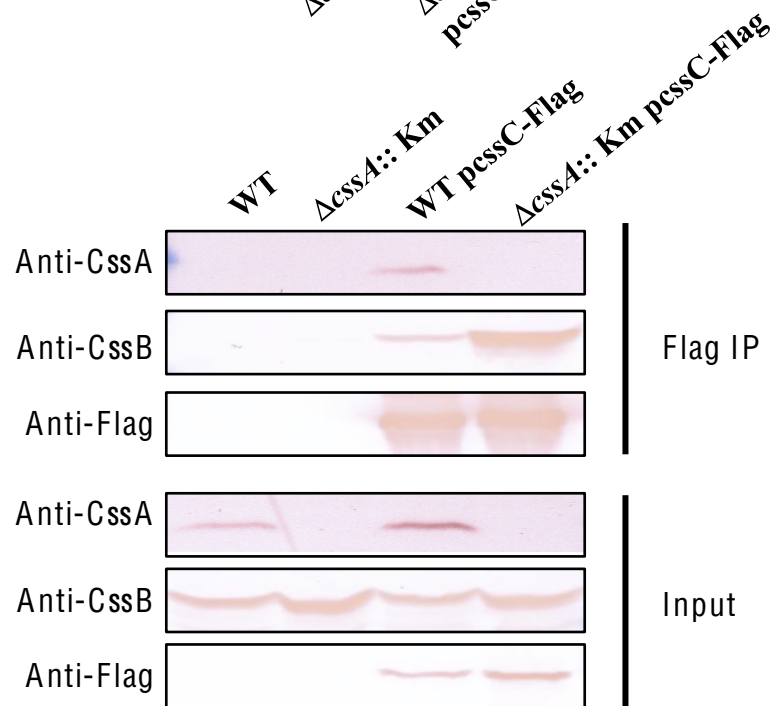 pcss
WT
ΔcssA:: Km
WT pcssC-Flag
ΔcssA:: Km pcssC-Flag
Anti-CssA
Anti-CssB
Flag IP
Anti-Flag
Anti-CssA
Anti-CssB
Input
Anti-Flag